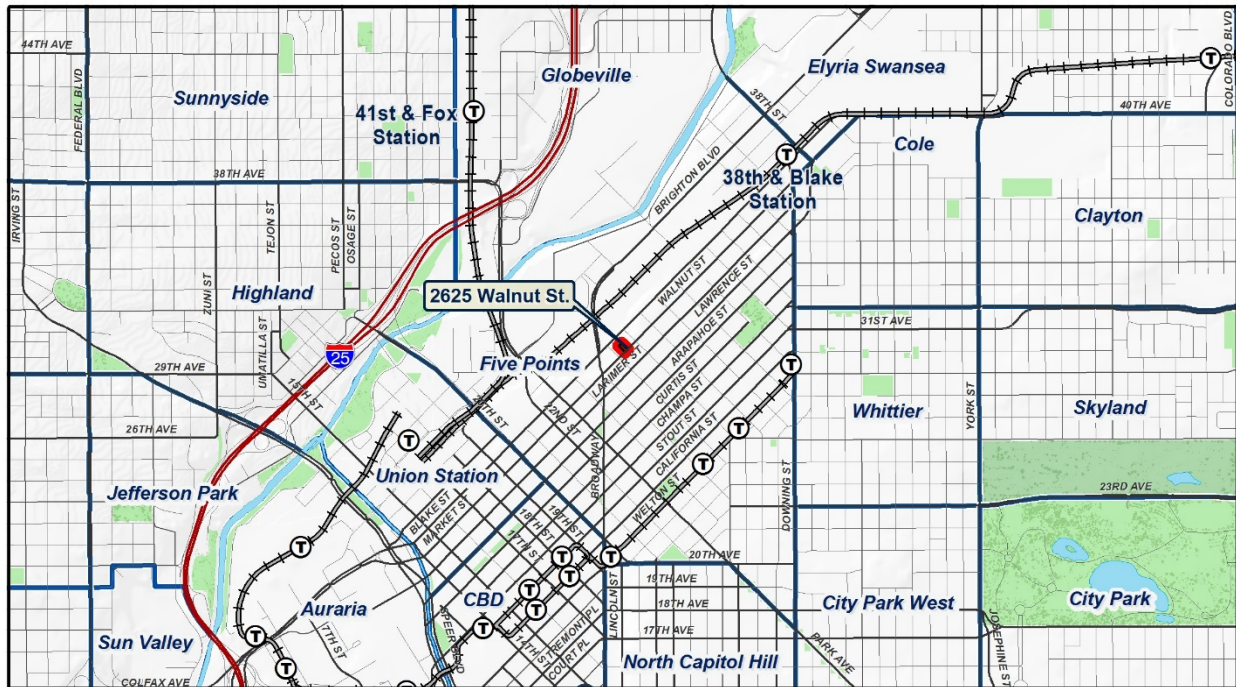 44TH AVE
FEDERAL BLVD
Sunnyside
41st & Fox
Station
T
Globeville
Elyria Swansea
T
COLORADO BLVD
38TH ST
40TH AVE
Cole
T
38th & Blake
Station
BRIGHTON BLVD
38TH AVE
IRVING ST
TEJON ST
PECOS ST
OSAGE ST
ZUNI ST
Highland
UMATILLA ST
Clayton
2625 Walnut St.
WALNUT ST
LAWRENCE ST
ARAPAHOE ST
LARIMER ST
CURTIS ST
CHAMPA ST
STOUT ST
CALIFORNIA ST
WELTON ST
31ST AVE
25
29TH AVE
15TH ST
26TH AVE
Five Points
20TH ST
22ND ST
BROADWAY
T
T
T
Whittier
YORK ST
Skyland
DOWNING ST
23RD AVE
T
Union Station
Jefferson Park
BLAKE ST
MARKET ST
18TH ST
19TH ST
17TH ST
T
T
T
T
T
T
T
20TH AVE
19TH AVE
18TH AVE
17TH AVE
LINCOLN ST
City Park West
City Park
JOSEPHINE ST
PARK AVE
North Capitol Hill
CBD
TREMONT PL
COURT PL
14TH ST
SPEER BLVD
Auraria
7TH ST
T
T
T
Sun Valley
COLFAX AVE